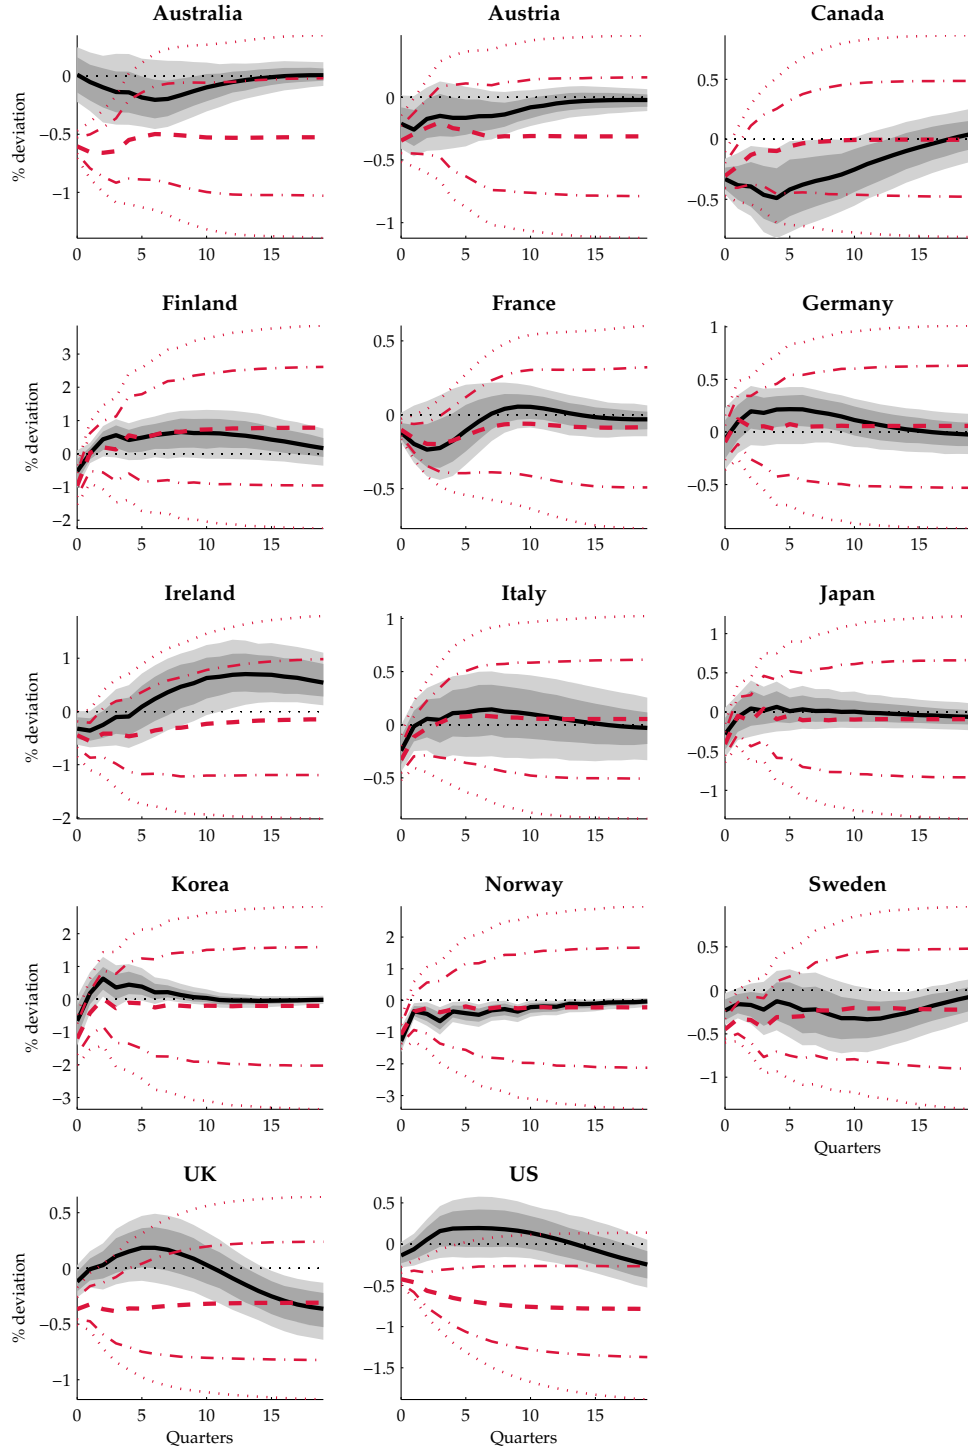 Australia Austria Canada
% deviation
0 −0.5 −1
0 −0.5 −1
0.5 0 −0.5
0 5 10 15 0 5 10 15 0 5 10 15
Finland France Germany
% deviation
3 2 1 0 −1 −2
0.5 0 −0.5
1 0.5 0 −0.5
0 5 10 15 0 5 10 15 0 5 10 15
Ireland Italy Japan
% deviation
1 0 −1 −2
1 0.5 0 −0.5
1 0.5 0 −0.5 −1
0 5 10 15 0 5 10 15 0 5 10 15
Korea Norway Sweden
% deviation
2 1 0 −1 −2 −3
2 1 0 −1 −2 −3
0.5 0 −0.5 −1
0 5 10 15 0 5 10 15 0 5 10 15
Quarters
UK US
% deviation
0.5 0 −0.5 −1
0.5 0 −0.5 −1 −1.5
0 5 10 15 0 5 10 15
Quarters Quarters